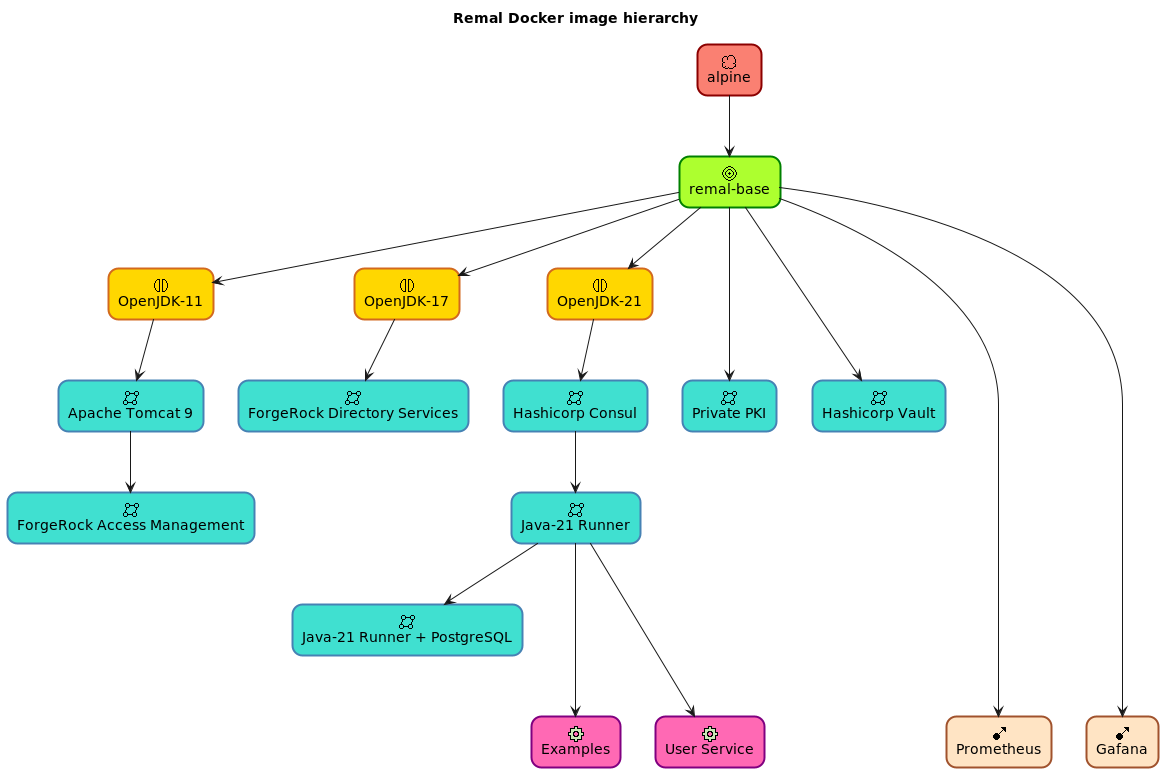 Remal Docker image hierarchy
alpine
remal-base
OpenJDK-11
OpenJDK-17
OpenJDK-21
Apache Tomcat 9
ForgeRock Directory Services
Hashicorp Consul
Private PKI
Hashicorp Vault
ForgeRock Access Management
Java-21 Runner
Java-21 Runner + PostgreSQL
Examples
User Service
Prometheus
Gafana